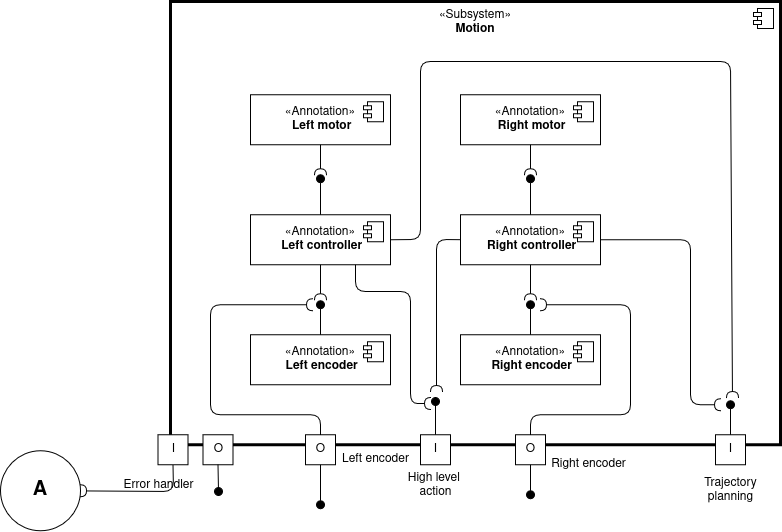 «Subsystem»
Motion
«Annotation»
Left motor
«Annotation»
Right motor
«Annotation»
Left controller
«Annotation»
Right controller
«Annotation»
Left encoder
«Annotation»
Right encoder
I
O
O
I
O
I
A
Error handler
Left encoder
High level
action
Right encoder
Trajectory
planning